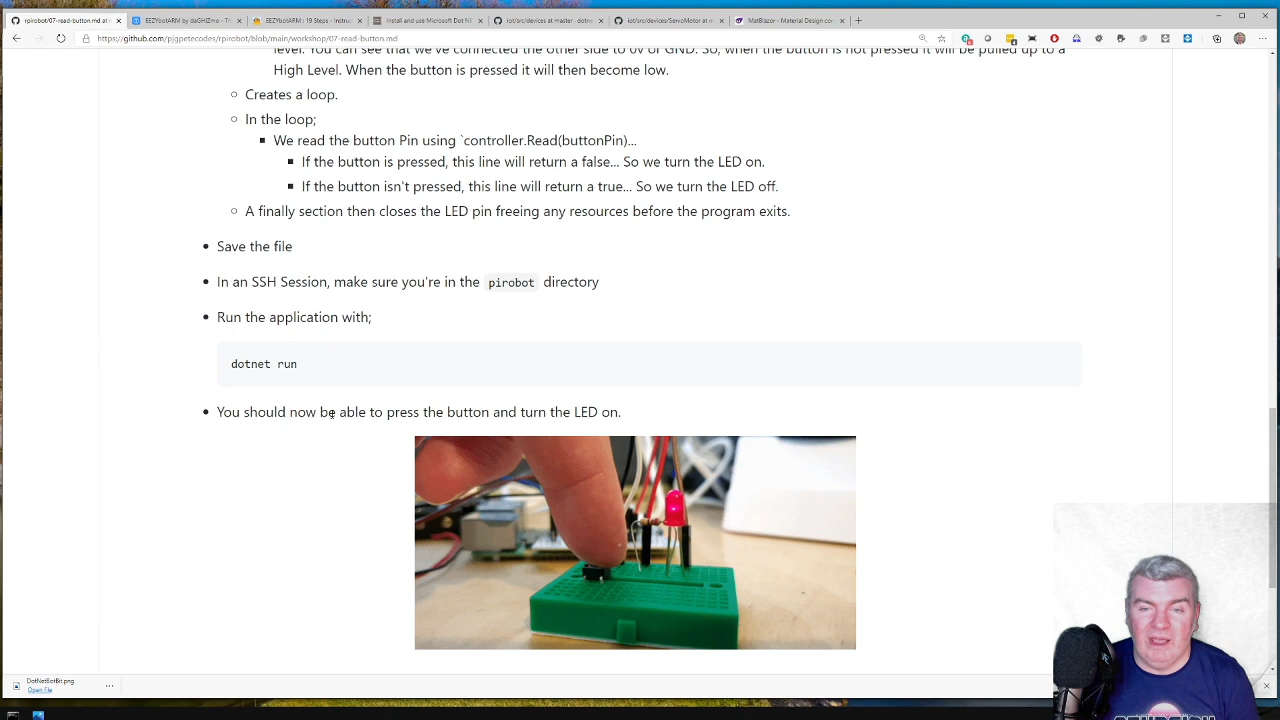 rpirobot/07-read-button.md at m
EEZYbotARM by daGHIZmo - Thi
EEZYbotARM : 19 Steps - Instruc
Install and use Microsoft Dot NE
iot/src/devices at master · dotne
iot/src/devices/ServoMotor at m
MatBlazor - Material Design con
https://github.com/pjgpetecodes/rpirobot/blob/main/workshop/07-read-button.md
level. You can see that we've connected the other side to 0v or GND. So, when the button is not pressed it will be pulled up to a
High Level. When the button is pressed it will then become low.
Creates a loop.
In the loop;
We read the button Pin using `controller.Read(buttonPin)...
If the button is pressed, this line will return a false... So we turn the LED on.
If the button isn't pressed, this line will return a true... So we turn the LED off.
A finally section then closes the LED pin freeing any resources before the program exits.
Save the file
In an SSH Session, make sure you're in the pirobot directory
Run the application with;
dotnet run
You should now be able to press the button and turn the LED on.
DotNetBotBit.png
Open file